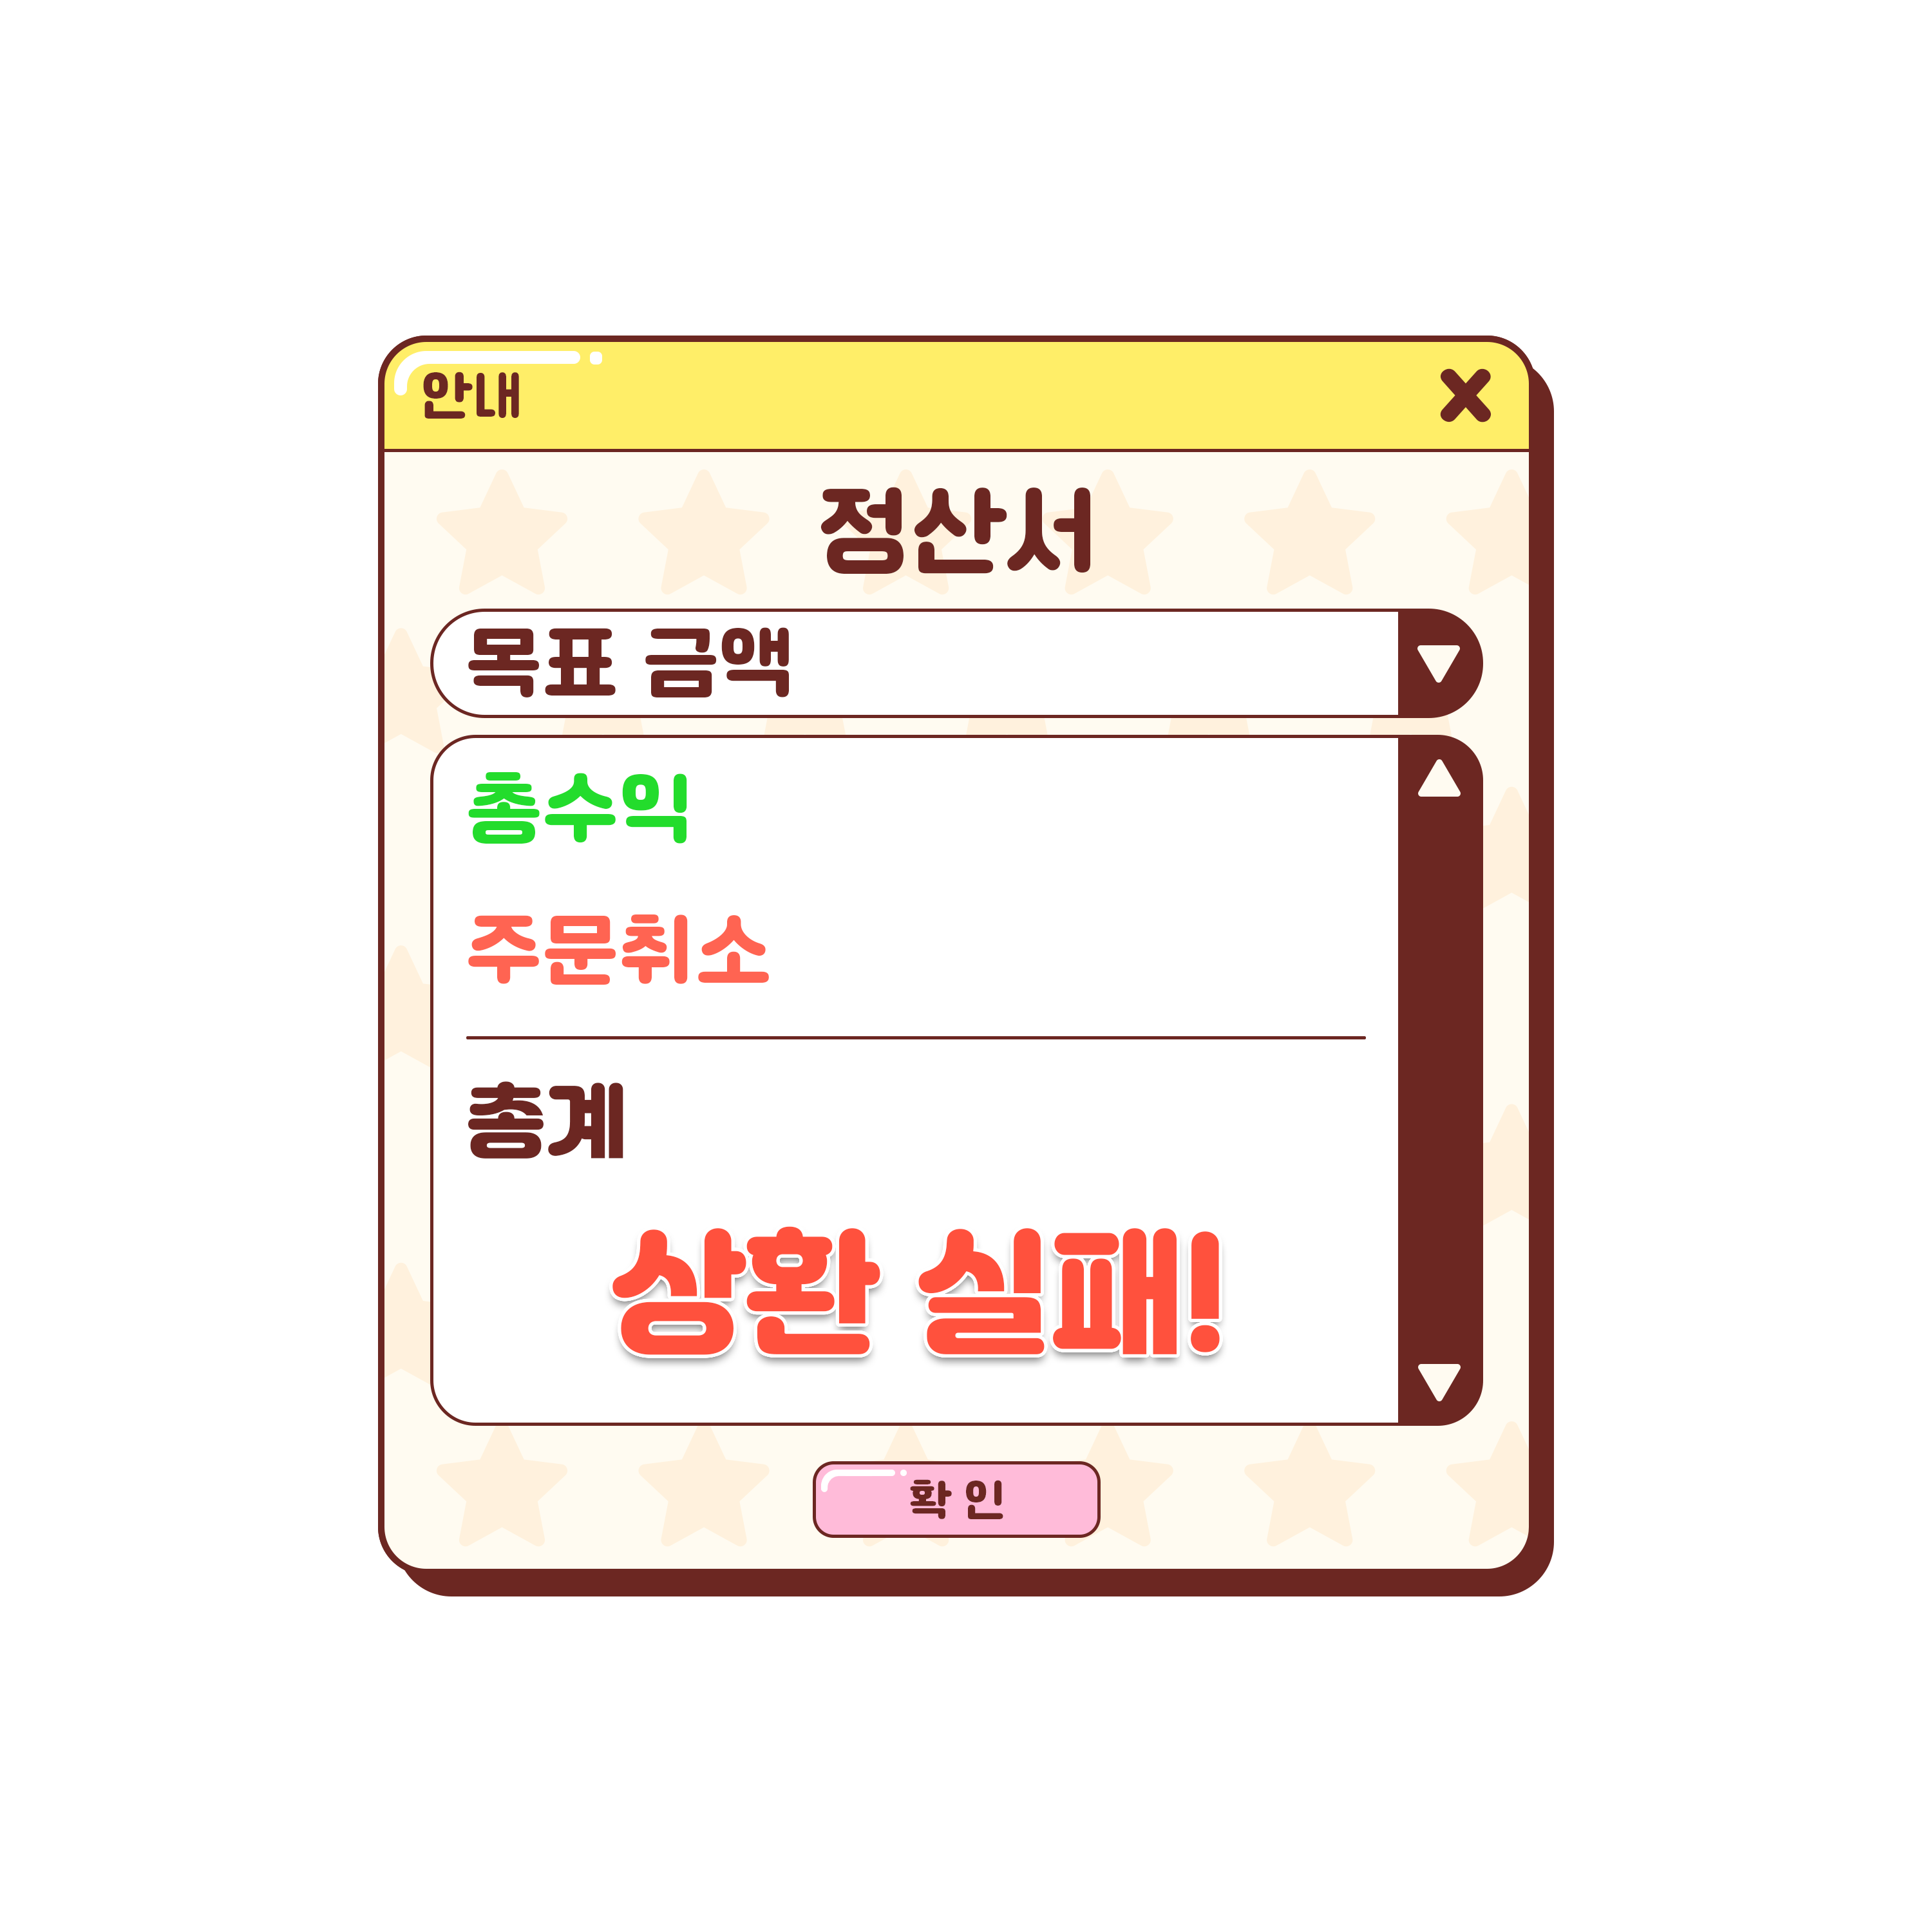 안내
정산서
목표 금액
총수익
주문취소
총계
상환 실패!
확 인